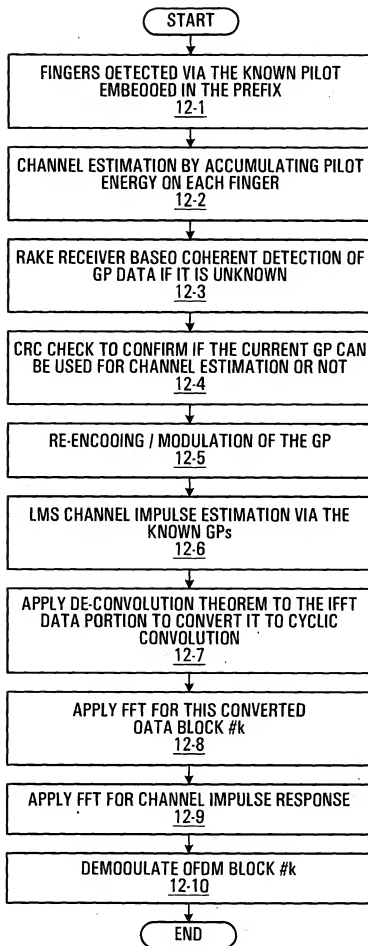 START
FINGERS OETECTED VIA THE KNOWN PILOT
EMBEOOED IN THE PREFIX
12-1
CHANNEL ESTIMATION BY ACCUMULATING PILOT
ENERGY ON EACH FINGER
12-2
RAKE RECEIVER BASEO COHERENT DETECTION OF
GP DATA IF IT IS UNKNOWN
12-3
CRC CHECK TO CONFIRM IF THE CURRENT GP CAN
BE USED FOR CHANNEL ESTIMATION OR NOT
12-4
RE-ENCOOING / MODULATION OF THE GP
12-5
LMS CHANNEL IMPULSE ESTIMATION VIA THE
KNOWN GPs
12-6
APPLY DE-CONVOLUTION THEOREM TO THE IFFT
DATA PORTION TO CONVERT IT TO CYCLIC
CONVOLUTION
12-7
APPLY FFT FOR THIS CONVERTED
OATA BLOCK #k
12-8
APPLY FFT FOR CHANNEL IMPULSE RESPONSE
12-9
DEMOOULATE OFDM BLOCK #k
12-10
END